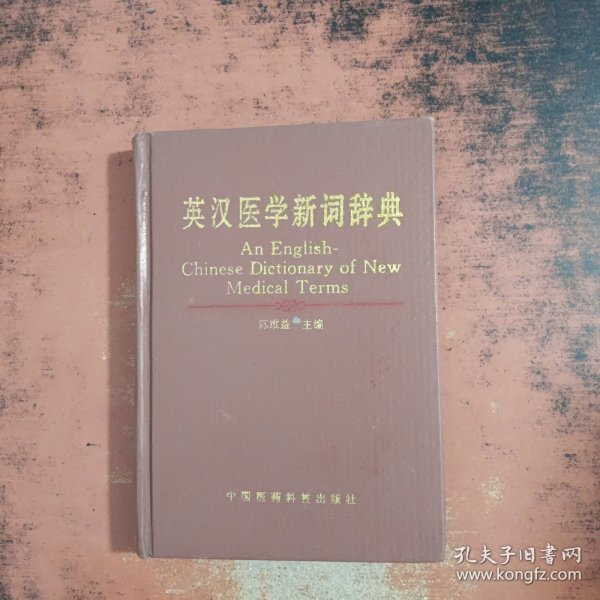 英汉医学新词辞典
An English-
Chinese Dictionary of New
Medical Terms
陈维益 主编
中国医药科技出版社
孔夫子旧书网
www.kongfz.com